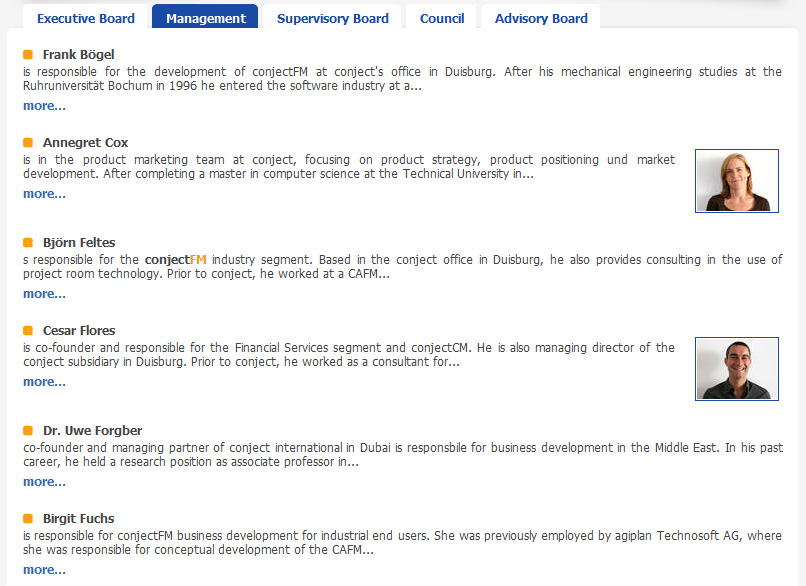 Executive Board Management Supervisory Board Council Advisory Board
Frank Bögel
is responsible for the development of conjectFM at conject's office in Duisburg. After his mechanical engineering studies at the
Ruhruniversität Bochum in 1996 he entered the software industry at a...
more...
Annegret Cox
is in the product marketing team at conject, focusing on product strategy, product positioning und market
development. After completing a master in computer science at the Technical University in...
more...
Björn Feltes
s responsible for the conjectFM industry segment. Based in the conject office in Duisburg, he also provides consulting in the use of
project room technology. Prior to conject, he worked at a CAFM...
more...
Cesar Flores
is co-founder and responsible for the Financial Services segment and conjectCM. He is also managing director of the
conject subsidiary in Duisburg. Prior to conject, he worked as a consultant for...
more...
Dr. Uwe Forgber
co-founder and managing partner of conject international in Dubai is responsbile for business development in the Middle East. In his past
career, he held a research position as associate professor in...
more...
Birgit Fuchs
is responsible for conjectFM business development for industrial end users. She was previously employed by agiplan Technosoft AG, where
she was responsible for conceptual development of the CAFM...
more...